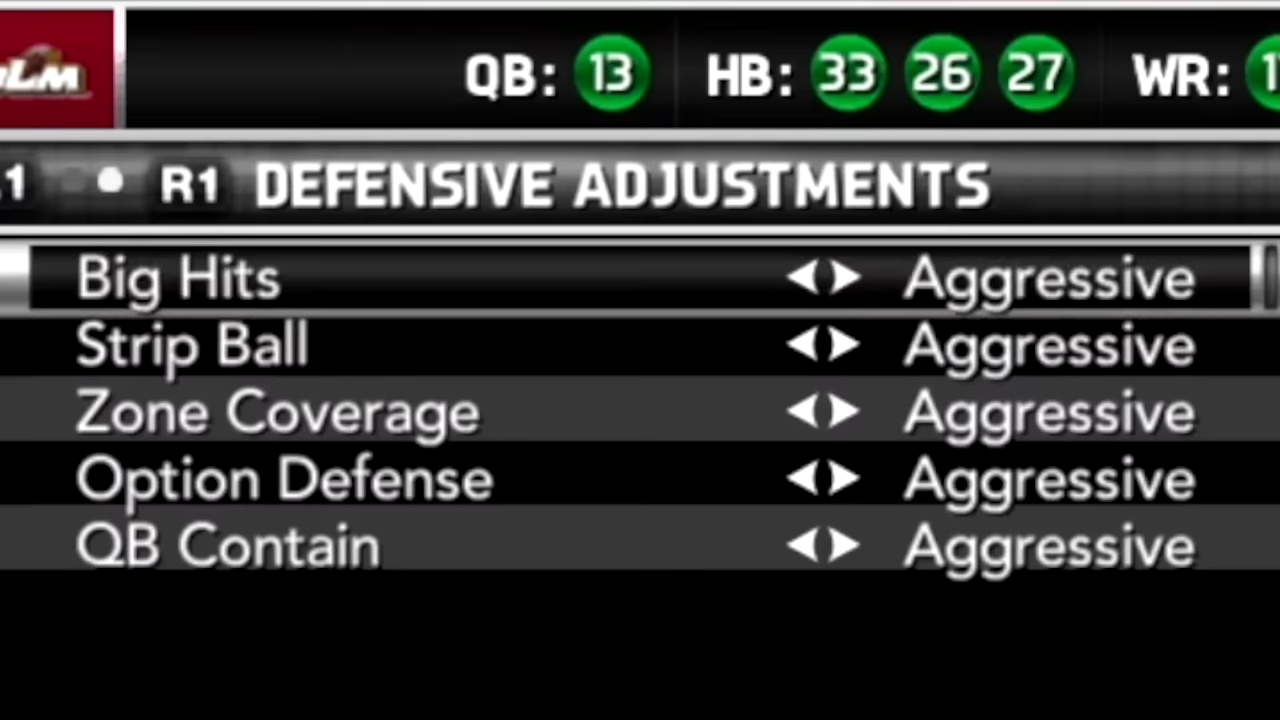 QB: 13 HB: 33 26 27 WR:
R1 DEFENSIVE ADJUSTMENTS
Big Hits Aggressive
Strip Ball Aggressive
Zone Coverage Aggressive
Option Defense Aggressive
QB Contain Aggressive